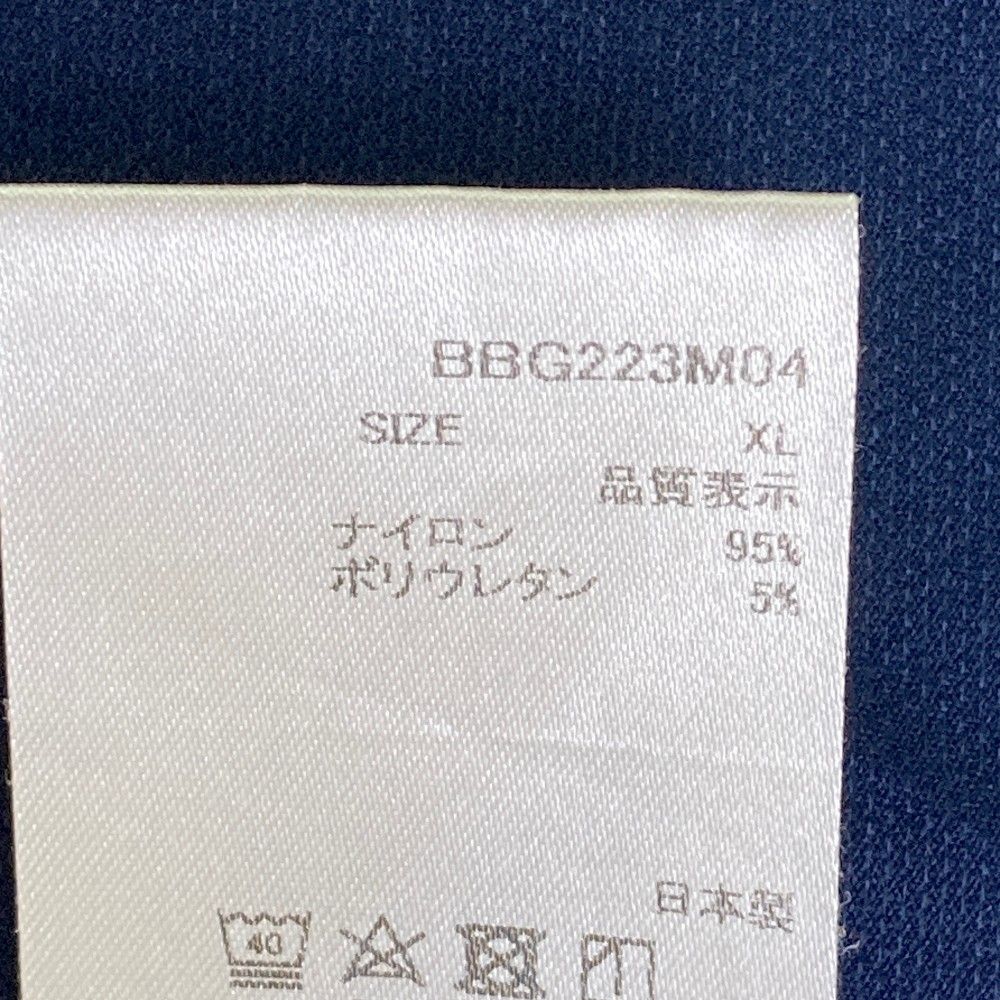 BBG223M04
SIZE XL
品質表示
ナイロン 95%
ポリウレタン 5%
日本製
40